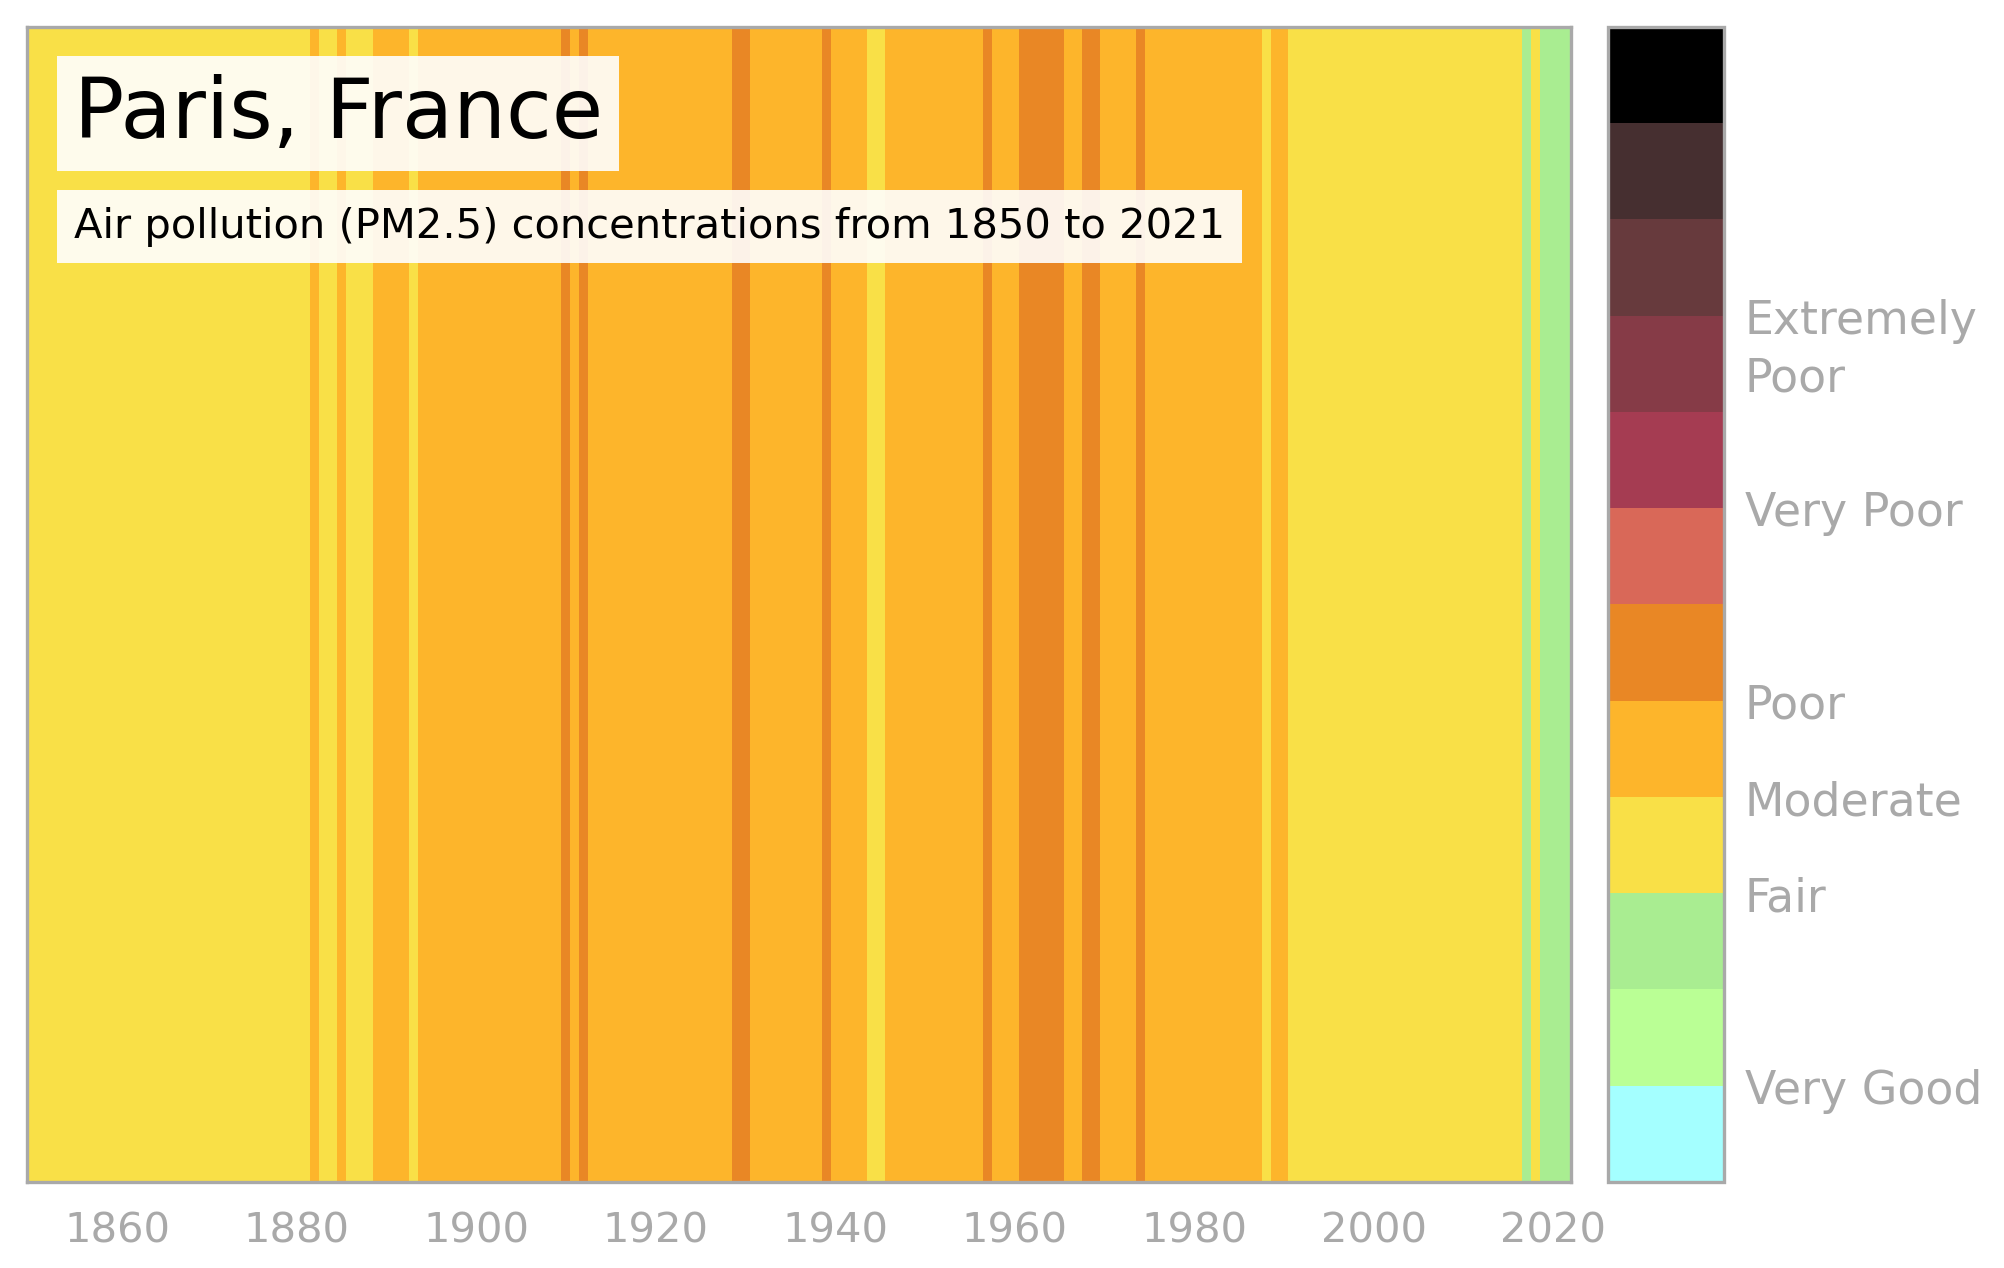 Paris, France
Air pollution (PM2.5) concentrations from 1850 to 2021
Extremely
Poor
Very Poor
Poor
Moderate
Fair
Very Good
1860 1880 1900 1920 1940 1960 1980 2000 2020